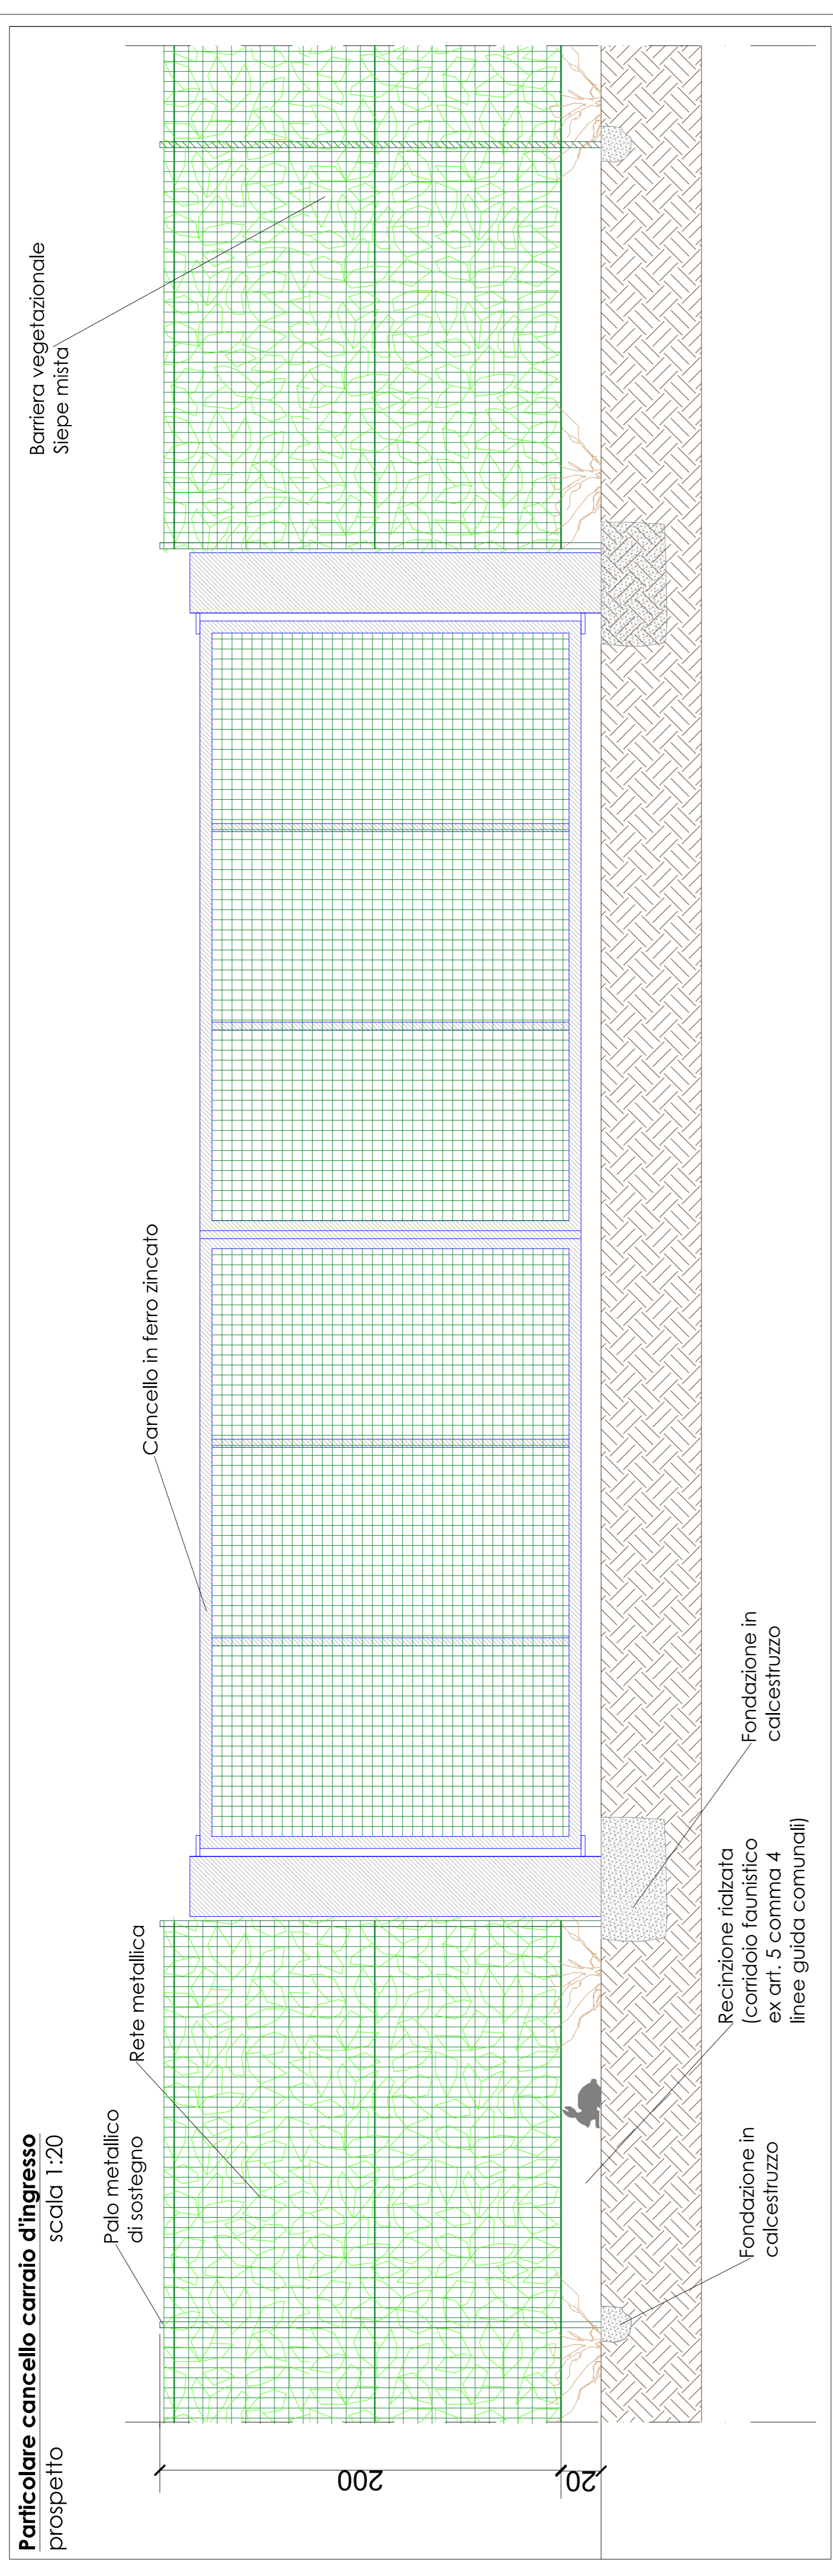 Particolare cancello carraio d'ingresso
prospetto scala 1:20
Palo metallico
di sostegno
Rete metallica
Cancello in ferro zincato
Barriera vegetazionale
Siepe mista
200
20
Fondazione in
calcestruzzo
Recinzione rialzata
(corridoio faunistico
ex art. 5 comma 4
linee guida comunali)
Fondazione in
calcestruzzo